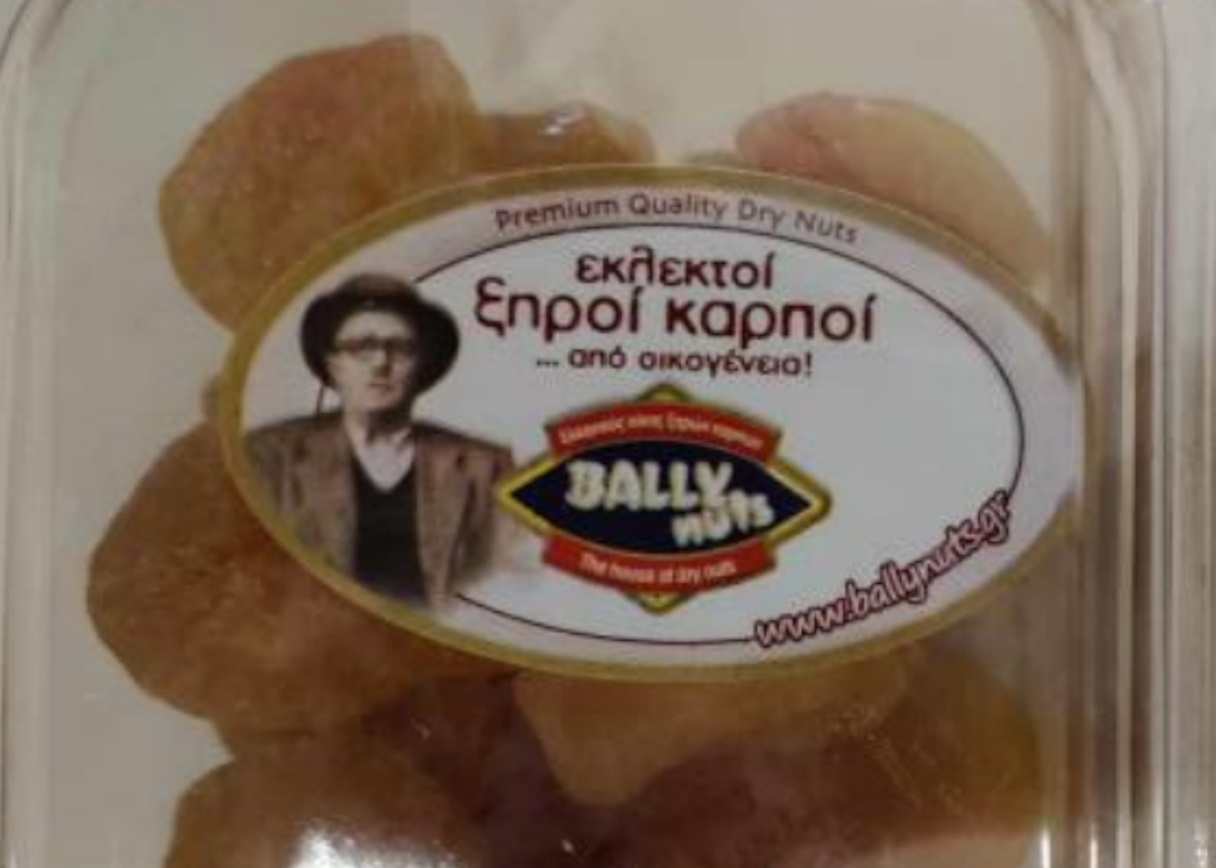 Premium Quality Dry Nuts
εκλεκτοί
ξηροί καρποί
... από οικογένεια!
BALLY
nuts
The house of dry nuts
www.ballynuts.gr